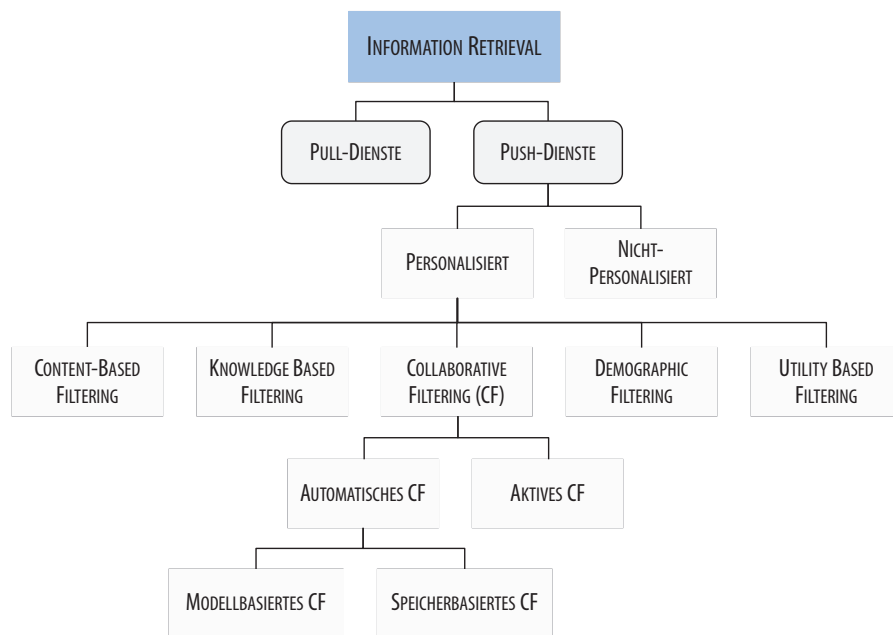 INFORMATION RETRIEVAL
PULL-DIENSTE
PUSH-DIENSTE
PERSONALISIERT
NICHT-
PERSONALISIERT
CONTENT-BASED
FILTERING
KNOWLEDGE BASED
FILTERING
COLLABORATIVE
FILTERING (CF)
DEMOGRAPHIC
FILTERING
UTILITY BASED
FILTERING
AUTOMATISCHES CF
AKTIVES CF
MODELLBASIERTES CF
SPEICHERBASIERTES CF